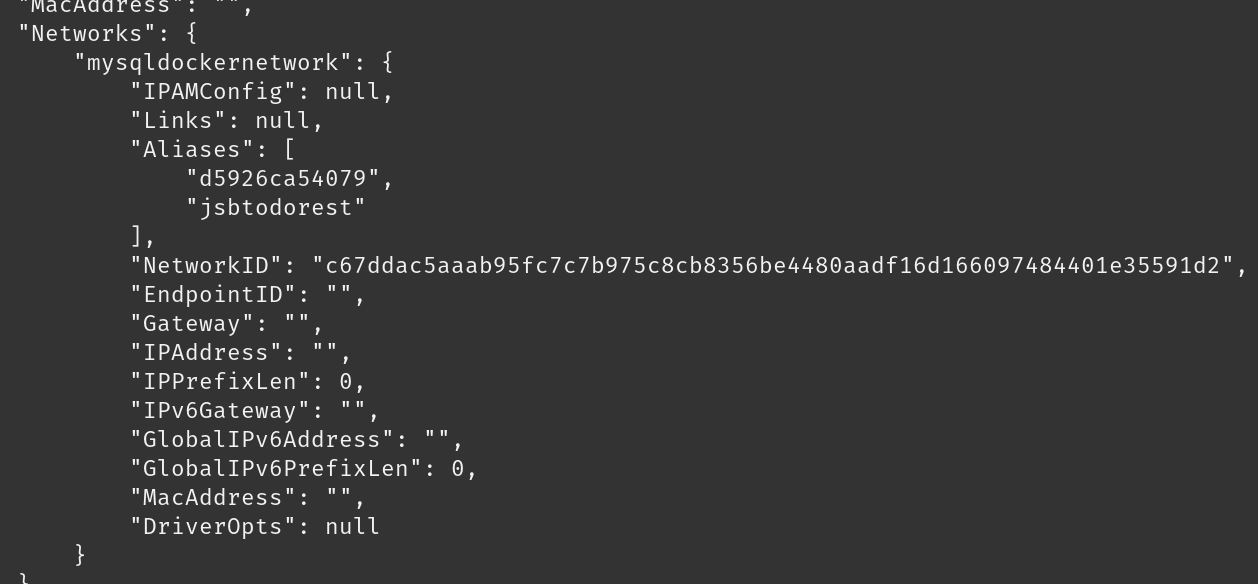 "MacAddress": "",
"Networks": {
"mysqldockernetwork": {
"IPAMConfig": null,
"Links": null,
"Aliases": [
"d5926ca54079",
"jsbtodorest"
],
"NetworkID": "c67ddac5aaab95fc7c7b975c8cb8356be4480aadf16d166097484401e35591d2",
"EndpointID": "",
"Gateway": "",
"IPAddress": "",
"IPPrefixLen": 0,
"IPv6Gateway": "",
"GlobalIPv6Address": "",
"GlobalIPv6PrefixLen": 0,
"MacAddress": "",
"DriverOpts": null
}
}